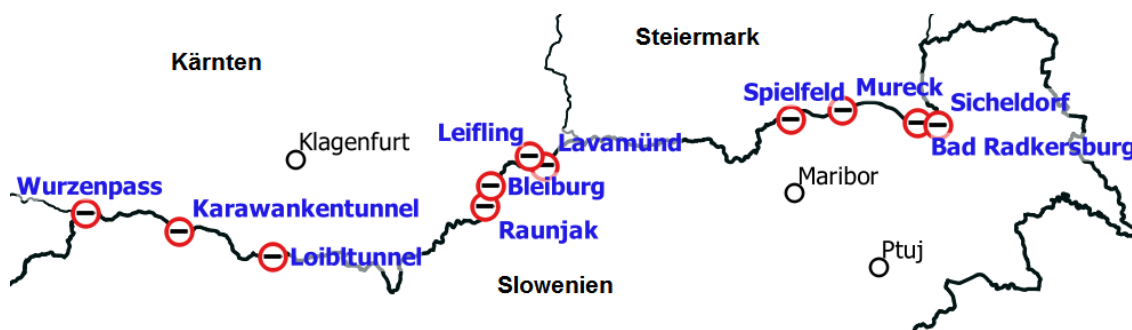 Steiermark
Kärnten
Spielfeld
Mureck
Sicheldorf
Klagenfurt
Leifling
Lavamünd
Bad Radkersburg
Wurzenpass
Bleiburg
Maribor
Karawankentunnel
Raunjak
Loibltunnel
Ptuj
Slowenien